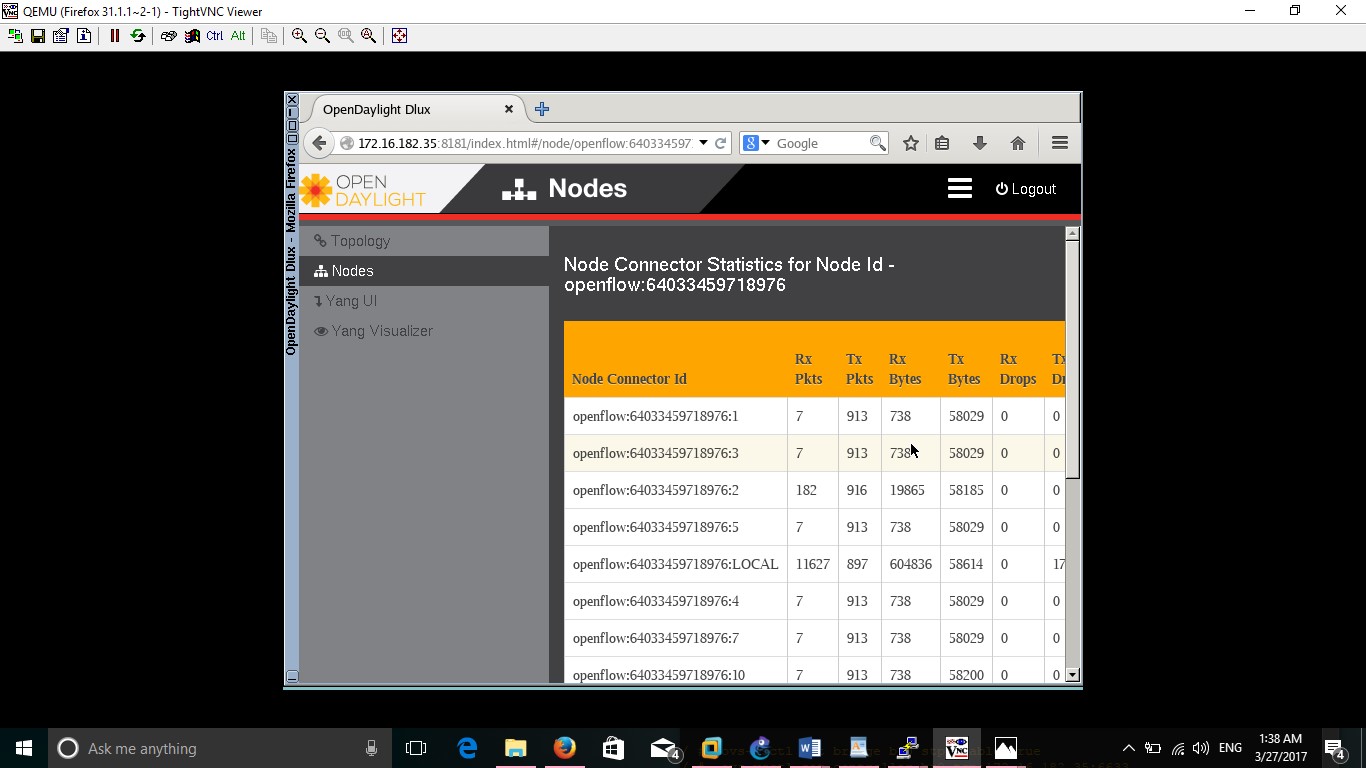 QEMU (Firefox 31.1.1~2-1) - TightVNC Viewer
Ctrl Alt
OpenDaylight Dlux - Mozilla Firefox
OpenDaylight Dlux
172.16.182.35:8181/index.html#/node/openflow:640334597
Google
OPEN
DAYLIGHT
Nodes
Logout
Topology
Nodes
Yang UI
Yang Visualizer
Node Connector Statistics for Node Id -
openflow:64033459718976
Node Connector Id Rx Pkts Tx Pkts Rx Bytes Tx Bytes Rx Drops Tx
openflow:64033459718976:1 7 913 738 58029 0 0
openflow:64033459718976:3 7 913 738 58029 0 0
openflow:64033459718976:2 182 916 19865 58185 0 0
openflow:64033459718976:5 7 913 738 58029 0 0
openflow:64033459718976:LOCAL 11627 897 604836 58614 0 17
openflow:64033459718976:4 7 913 738 58029 0 0
openflow:64033459718976:7 7 913 738 58029 0 0
openflow:64033459718976:10 7 913 738 58200 0 0
Ask me anything
4
ENG
1:38 AM
3/27/2017
4